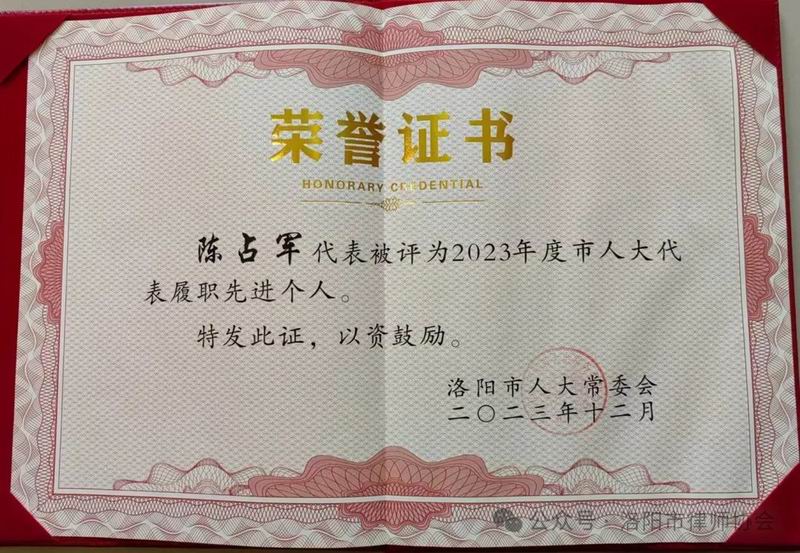 荣誉证书
HONORARY CREDENTIAL
陈占军代表被评为2023年度市人大代
表履职先进个人。
特发此证，以资鼓励。
洛阳市人大常委会
二〇二三年十二月
公众号·洛阳市律师协会